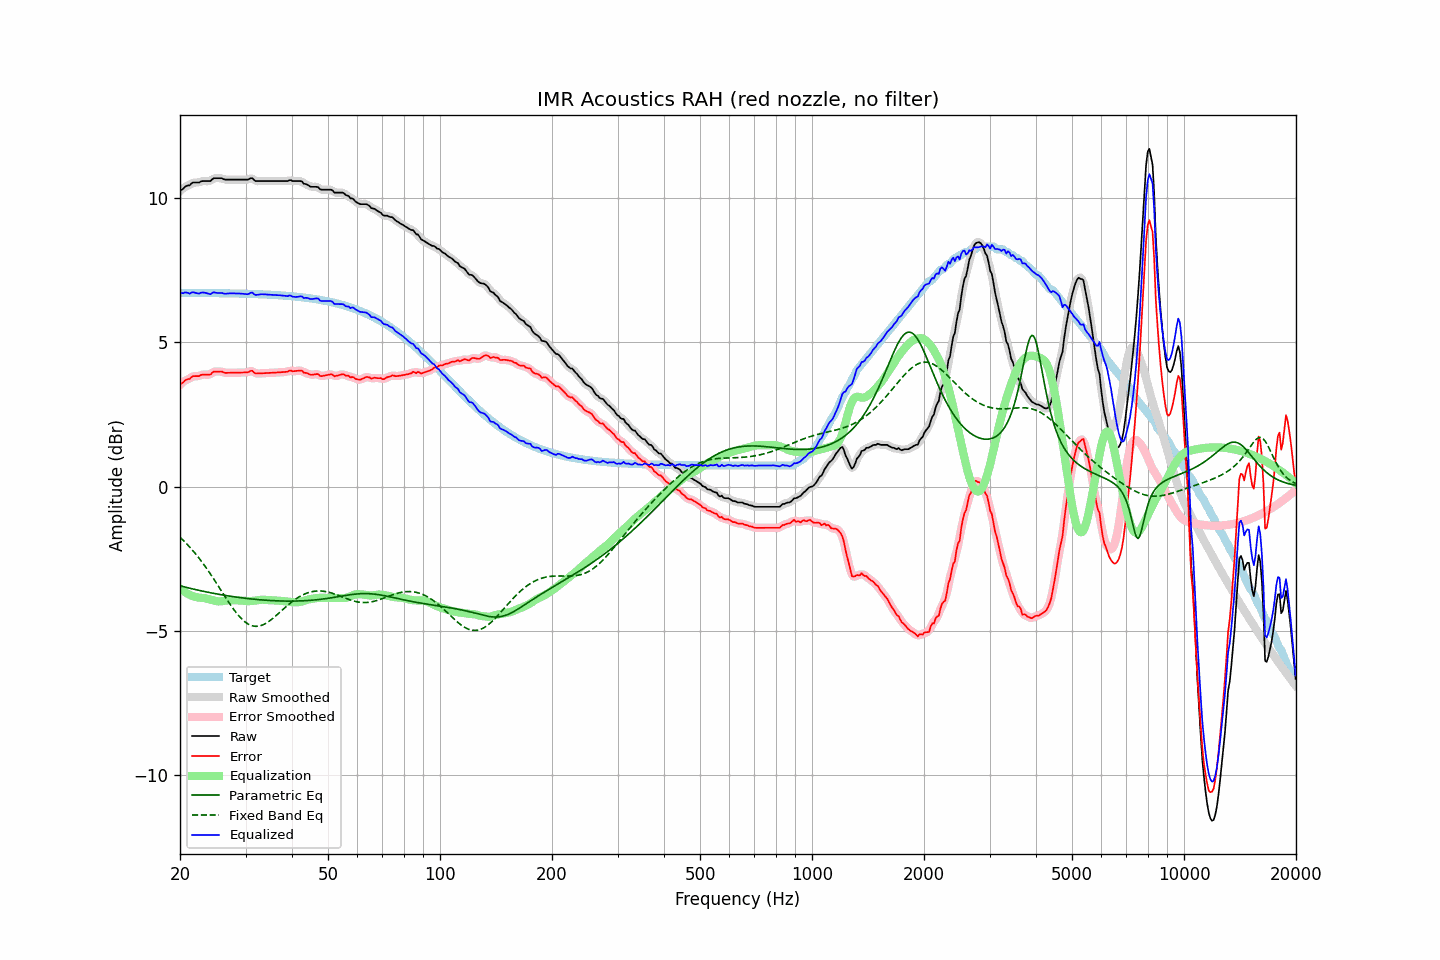 IMR Acoustics RAH (red nozzle, no filter)
Amplitude (dBr)
10
5
0
−5
−10
Target
Raw Smoothed
Error Smoothed
Raw
Error
Equalization
Parametric Eq
Fixed Band Eq
Equalized
20 50 100 200 500 1000 2000 5000 10000 20000
Frequency (Hz)